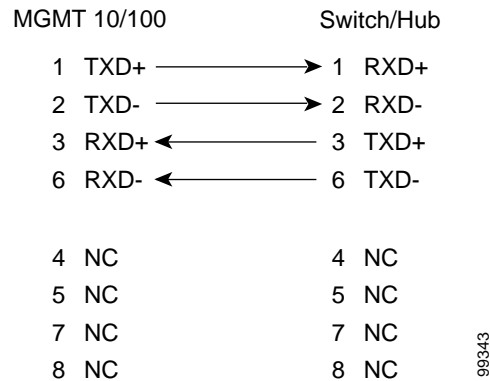 MGMT 10/100 Switch/Hub
1 TXD+ 1 RXD+
2 TXD- 2 RXD-
3 RXD+ 3 TXD+
6 RXD- 6 TXD-
4 NC 4 NC
5 NC 5 NC
7 NC 7 NC
8 NC 8 NC
99343